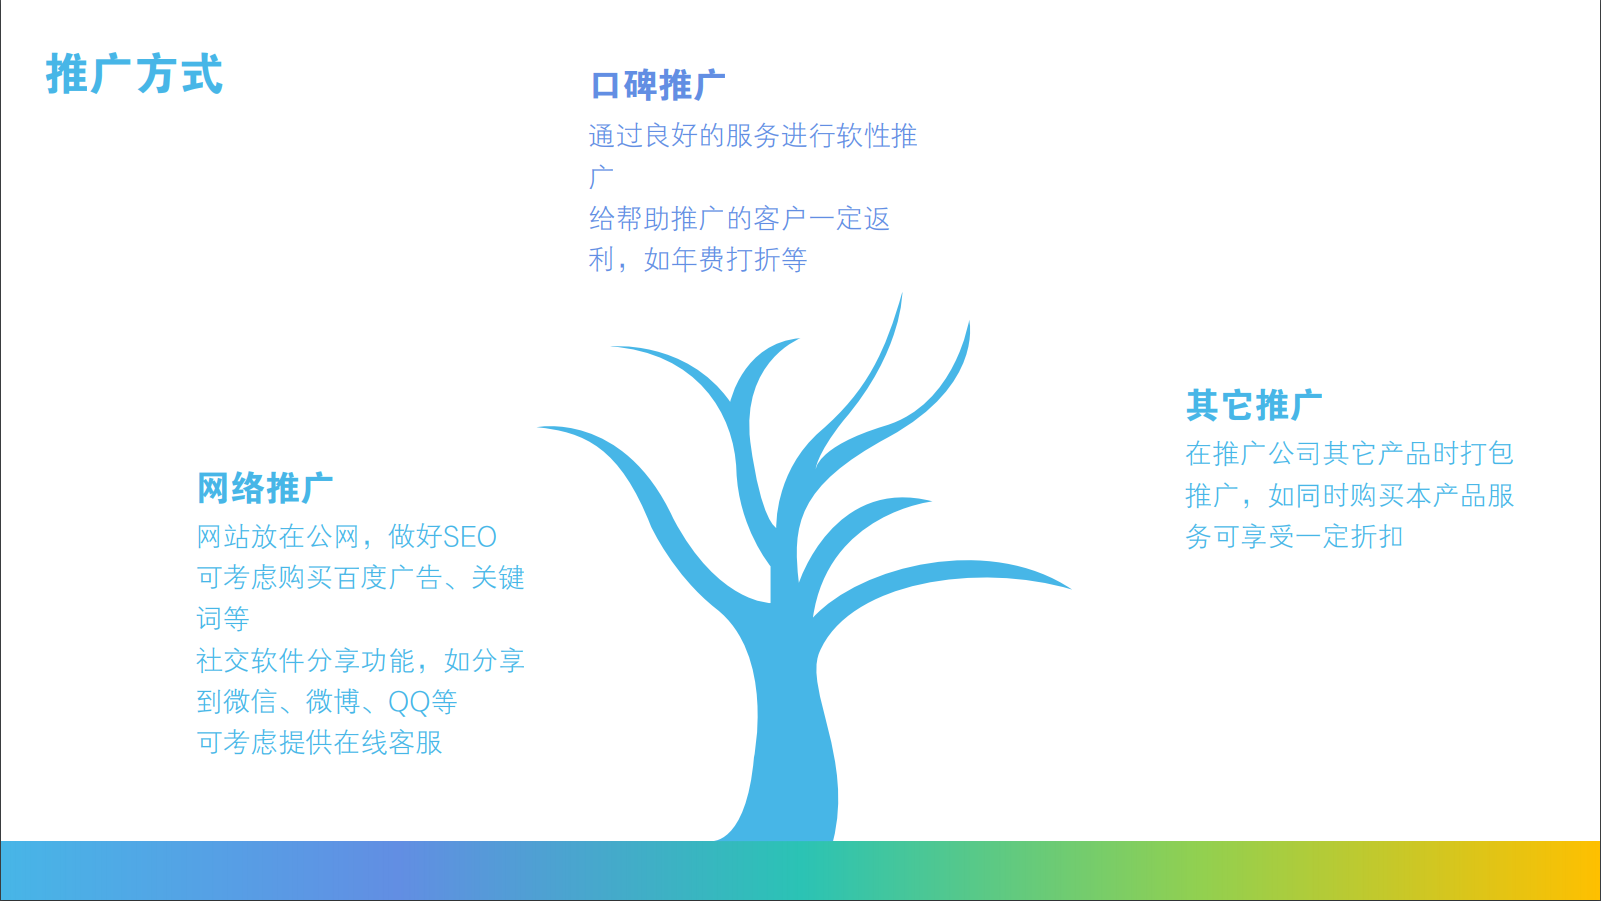 推广方式
口碑推广
通过良好的服务进行软性推
广
给帮助推广的客户一定返
利，如年费打折等
网络推广
网站放在公网，做好SEO
可考虑购买百度广告、关键
词等
社交软件分享功能，如分享
到微信、微博、QQ等
可考虑提供在线客服
其它推广
在推广公司其它产品时打包
推广，如同时购买本产品服
务可享受一定折扣